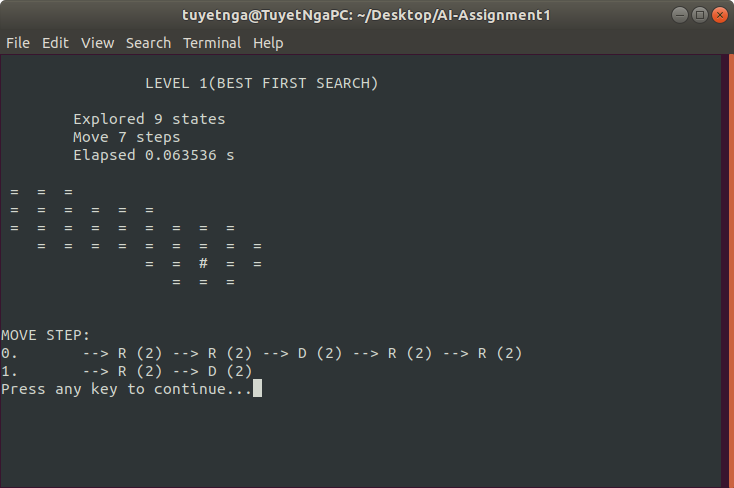 tuyetnga@TuyetNgaPC: ~/Desktop/AI-Assignment1
File Edit View Search Terminal Help
LEVEL 1(BEST FIRST SEARCH)
Explored 9 states
Move 7 steps
Elapsed 0.063536 s
= = =
= = = = = =
= = = = = = = = =
= = = = = = = = =
= = # = =
= = =
MOVE STEP:
0. --> R (2) --> R (2) --> D (2) --> R (2) --> R (2)
1. --> R (2) --> D (2)
Press any key to continue...